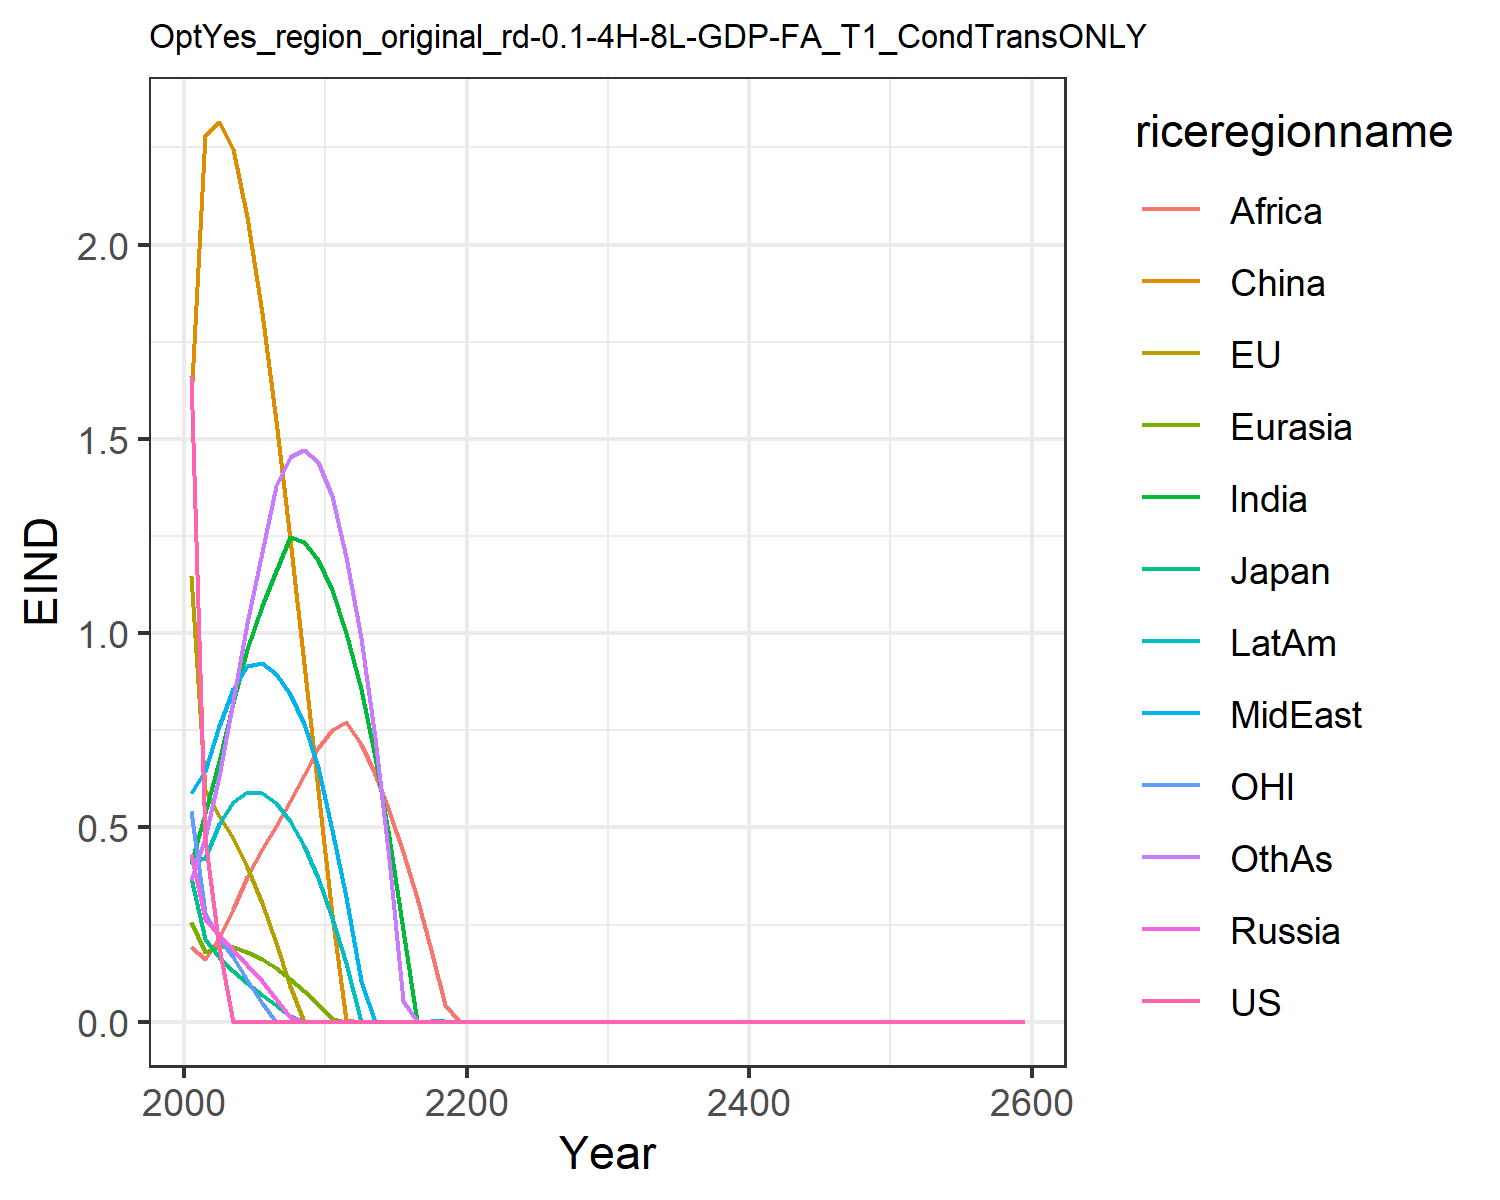 OptYes_region_original_rd-0.1-4H-8L-GDP-FA_T1_CondTransONLY
riceregionname
Africa
China
EU
Eurasia
India
Japan
LatAm
MidEast
OHI
OthAs
Russia
US
EIND
2.0
1.5
1.0
0.5
0.0
2000 2200 2400 2600
Year